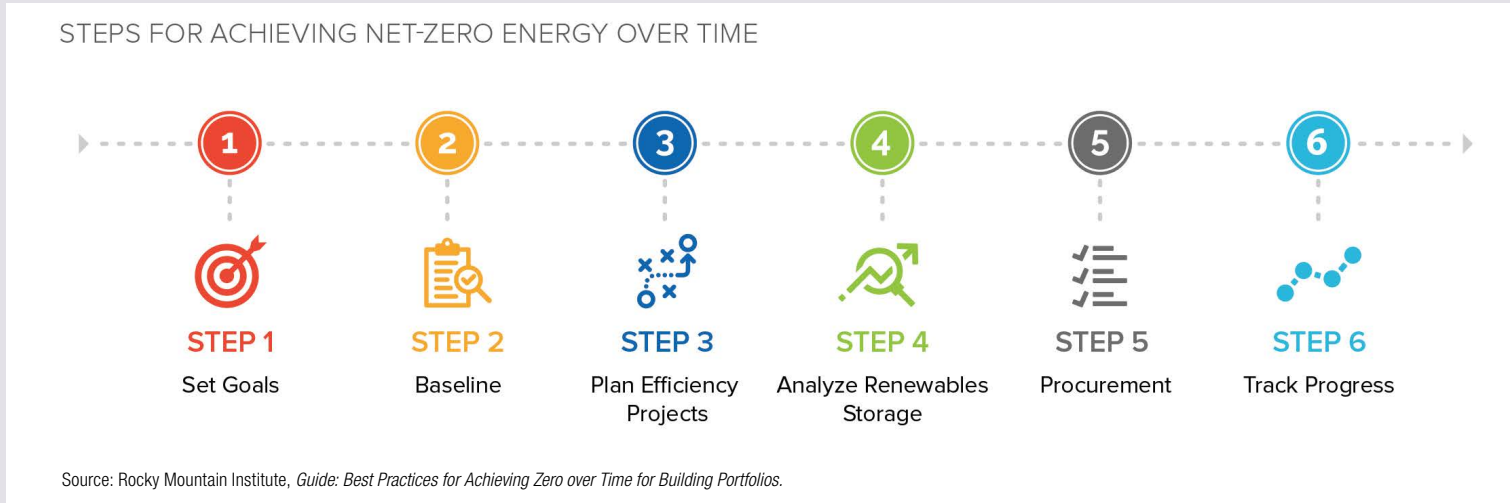 STEPS FOR ACHIEVING NET-ZERO ENERGY OVER TIME
1
2
3
4
5
6
STEP 1
STEP 2
STEP 3
STEP 4
STEP 5
STEP 6
Set Goals
Baseline
Plan Efficiency
Projects
Analyze Renewables
Storage
Procurement
Track Progress
Source: Rocky Mountain Institute, Guide: Best Practices for Achieving Zero over Time for Building Portfolios.